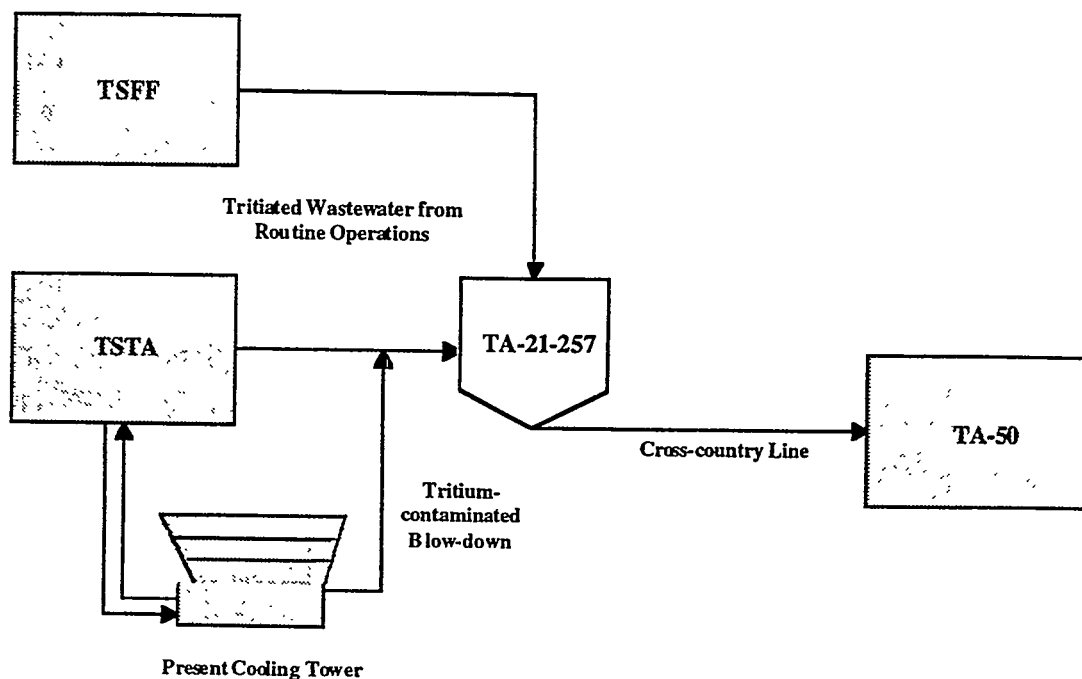 TSFF
Tritiated Wastewater from
Routine Operations
TSTA
TA-21-257
TA-50
Cross-country Line
Tritium-
contaminated
Blow-down
Present Cooling Tower